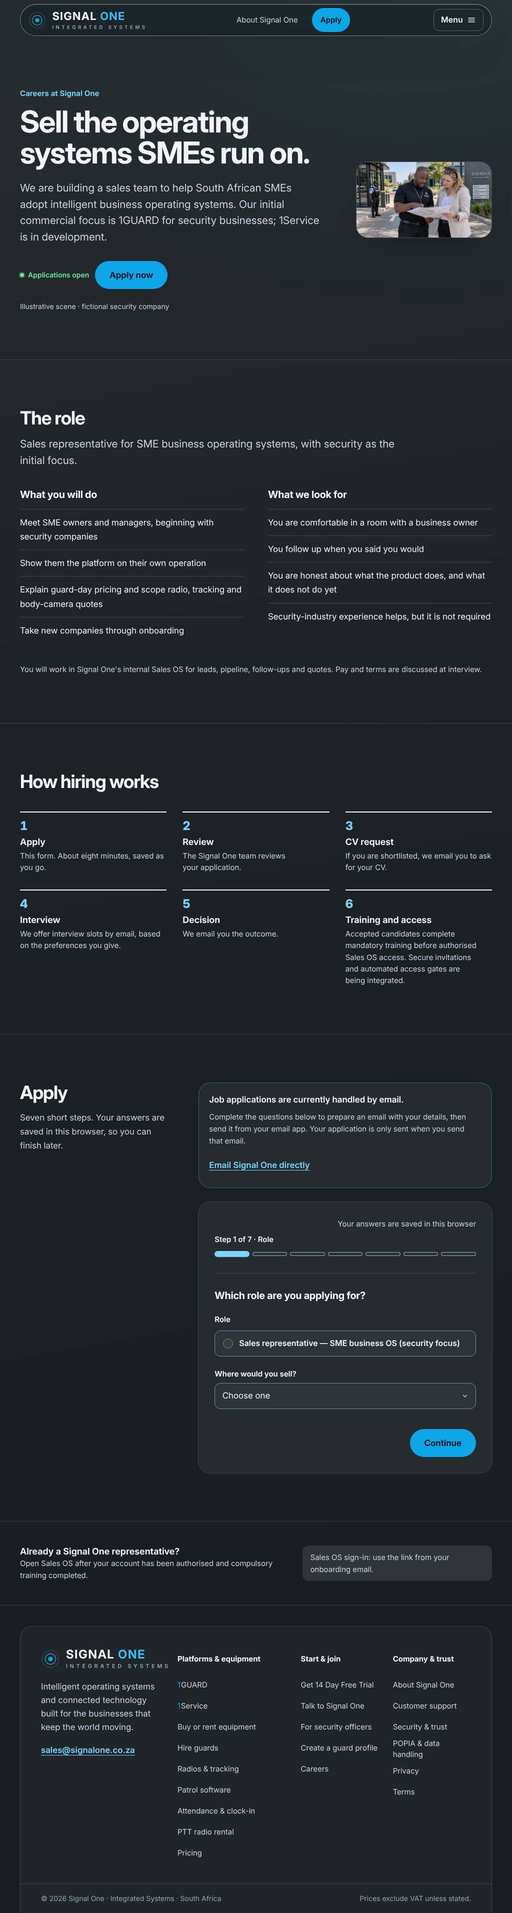 SIGNAL ONE
INTEGRATED SYSTEMS
About Signal One
Apply
Menu
Careers at Signal One
Sell the operating
systems SMEs run on.
We are building a sales team to help South African SMEs
adopt intelligent business operating systems. Our initial
commercial focus is 1GUARD for security businesses; 1Service
is in development.
Applications open
Apply now
Illustrative scene · fictional security company
The role
Sales representative for SME business operating systems, with security as the
initial focus.
What you will do
Meet SME owners and managers, beginning with
security companies
Show them the platform on their own operation
Explain guard-day pricing and scope radio, tracking and
body-camera quotes
Take new companies through onboarding
What we look for
You are comfortable in a room with a business owner
You follow up when you said you would
You are honest about what the product does, and what
it does not do yet
Security-industry experience helps, but it is not required
You will work in Signal One's internal Sales OS for leads, pipeline, follow-ups and quotes. Pay and terms are discussed at interview.
How hiring works
1
Apply
This form. About eight minutes, saved as
you go.
2
Review
The Signal One team reviews
your application.
3
CV request
If you are shortlisted, we email you to ask
for your CV.
4
Interview
We offer interview slots by email, based
on the preferences you give.
5
Decision
We email you the outcome.
6
Training and access
Accepted candidates complete
mandatory training before authorised
Sales OS access. Secure invitations
and automated access gates are
being integrated.
Apply
Seven short steps. Your answers are
saved in this browser, so you can
finish later.
Job applications are currently handled by email.
Complete the questions below to prepare an email with your details, then
send it from your email app. Your application is only sent when you send
that email.
Email Signal One directly
Your answers are saved in this browser
Step 1 of 7 · Role
Which role are you applying for?
Role
Sales representative — SME business OS (security focus)
Where would you sell?
Choose one
Continue
Already a Signal One representative?
Open Sales OS after your account has been authorised and compulsory
training completed.
Sales OS sign-in: use the link from your
onboarding email.
SIGNAL ONE
INTEGRATED SYSTEMS
Intelligent operating systems
and connected technology
built for the businesses that
keep the world moving.
sales@signalone.co.za
Platforms & equipment
1GUARD
1Service
Buy or rent equipment
Hire guards
Radios & tracking
Patrol software
Attendance & clock-in
PTT radio rental
Pricing
Start & join
Get 14 Day Free Trial
Talk to Signal One
For security officers
Create a guard profile
Careers
Company & trust
About Signal One
Customer support
Security & trust
POPIA & data
handling
Privacy
Terms
© 2026 Signal One · Integrated Systems · South Africa
Prices exclude VAT unless stated.